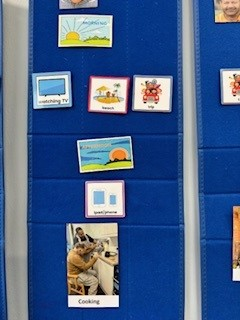 MORNING
watching TV
beach
trip
ipad/phone
Cooking